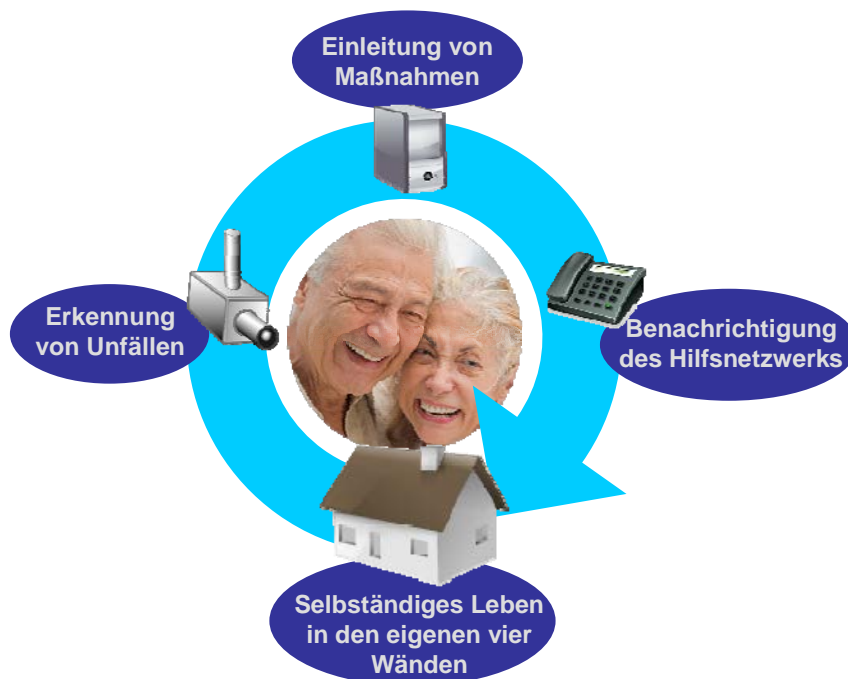 Einleitung von
Maßnahmen
Erkennung
von Unfällen
Benachrichtigung
des Hilfsnetzwerks
Selbständiges Leben
in den eigenen vier
Wänden